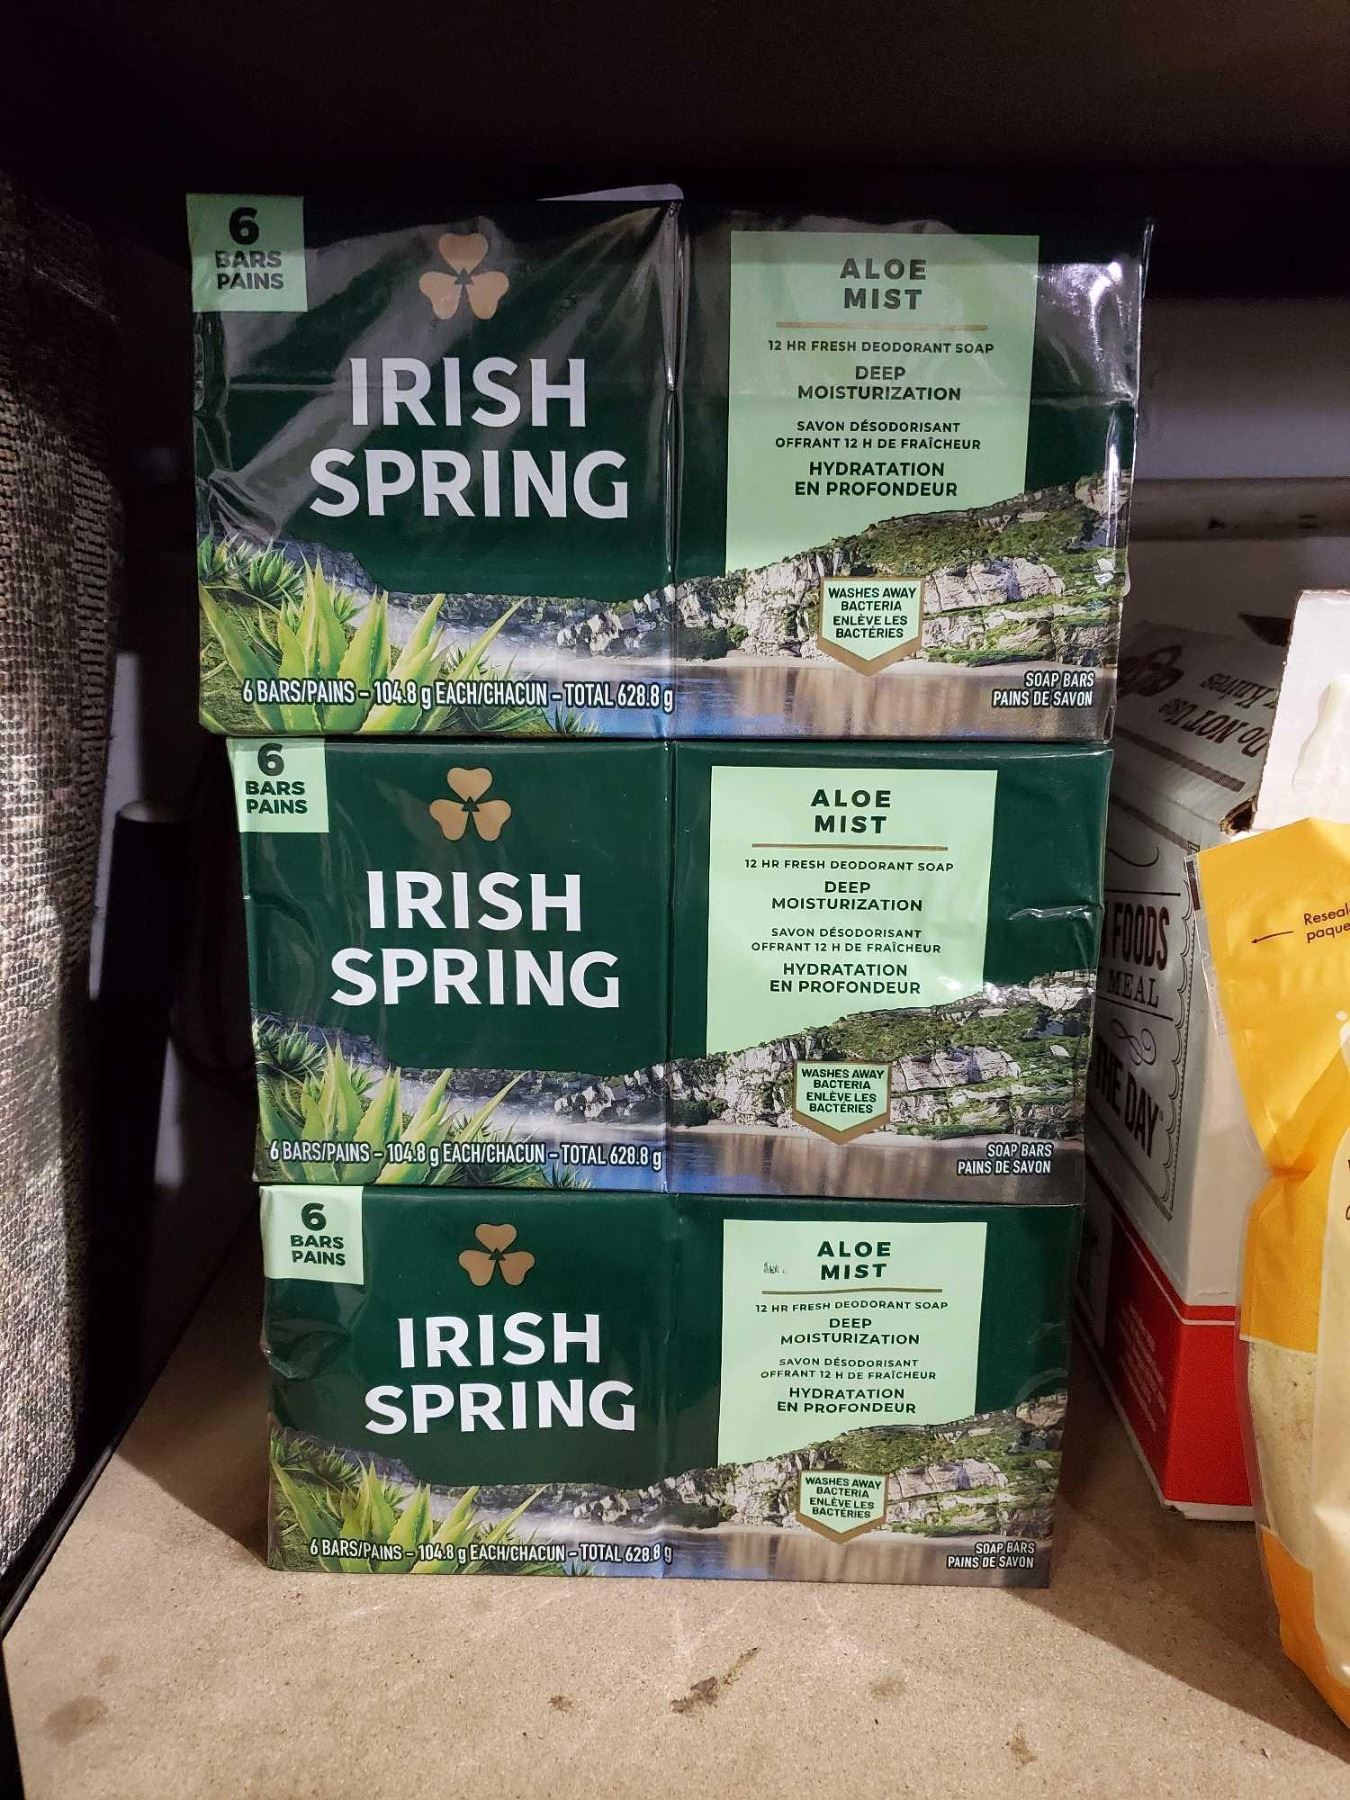 6
BARS
PAINS
IRISH
SPRING
6 BARS/PAINS – 104.8 g EACH/CHACUN – TOTAL 628.8 g
ALOE
MIST
12 HR FRESH DEODORANT SOAP
DEEP
MOISTURIZATION
SAVON DÉSODORISANT
OFFRANT 12 H DE FRAÎCHEUR
HYDRATATION
EN PROFONDEUR
WASHES AWAY
BACTERIA
ENLÈVE LES
BACTÉRIES
SOAP BARS
PAINS DE SAVON
6
BARS
PAINS
IRISH
SPRING
6 BARS/PAINS – 104.8 g EACH/CHACUN – TOTAL 628.8 g
ALOE
MIST
12 HR FRESH DEODORANT SOAP
DEEP
MOISTURIZATION
SAVON DÉSODORISANT
OFFRANT 12 H DE FRAÎCHEUR
HYDRATATION
EN PROFONDEUR
WASHES AWAY
BACTERIA
ENLÈVE LES
BACTÉRIES
SOAP BARS
PAINS DE SAVON
6
BARS
PAINS
IRISH
SPRING
6 BARS/PAINS – 104.8 g EACH/CHACUN – TOTAL 628.8 g
ALOE
MIST
12 HR FRESH DEODORANT SOAP
DEEP
MOISTURIZATION
SAVON DÉSODORISANT
OFFRANT 12 H DE FRAÎCHEUR
HYDRATATION
EN PROFONDEUR
WASHES AWAY
BACTERIA
ENLÈVE LES
BACTÉRIES
SOAP BARS
PAINS DE SAVON
Do NOT Use
Knives
FOODS
MEAL
&
THE DAY